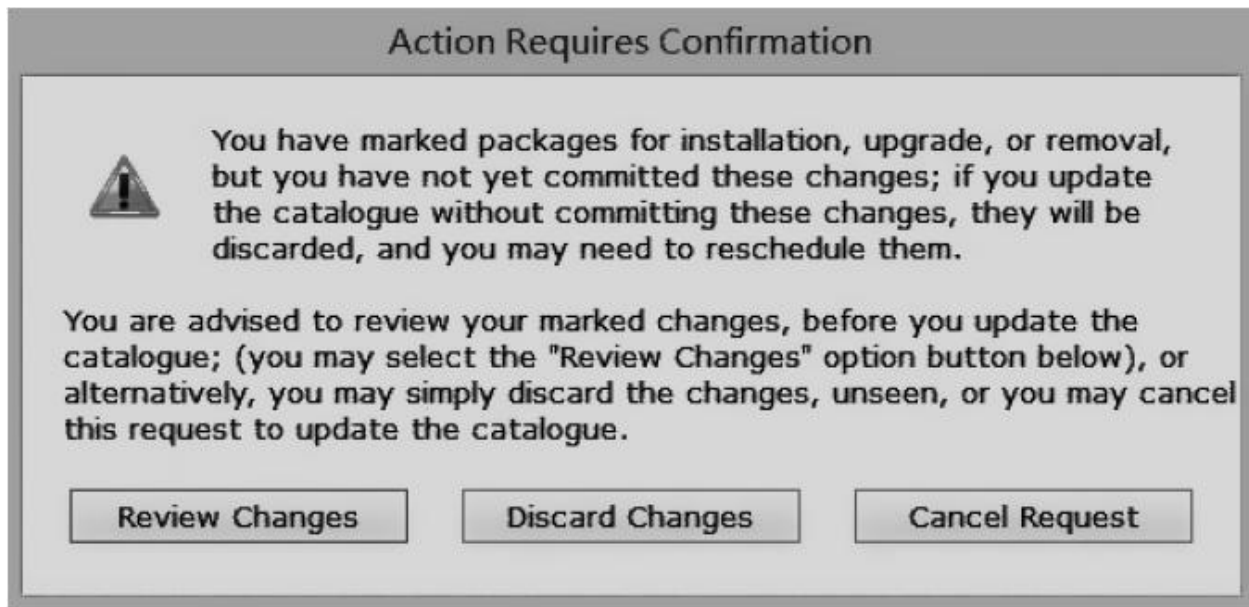 Action Requires Confirmation
You have marked packages for installation, upgrade, or removal,
but you have not yet committed these changes; if you update
the catalogue without committing these changes, they will be
discarded, and you may need to reschedule them.
You are advised to review your marked changes, before you update the
catalogue; (you may select the "Review Changes" option button below), or
alternatively, you may simply discard the changes, unseen, or you may cancel
this request to update the catalogue.
Review Changes Discard Changes Cancel Request